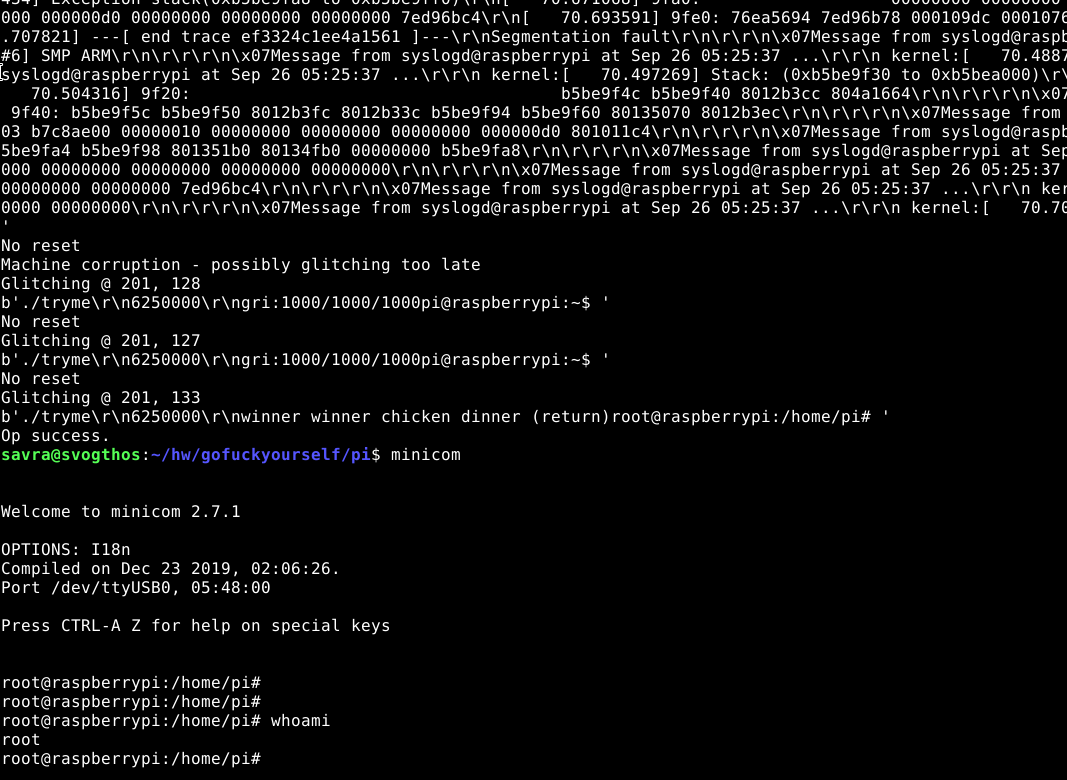 000 000000d0 00000000 00000000 00000000 7ed96bc4\r\n[   70.693591] 9fe0: 76ea5694 7ed96b78 000109dc 0001076
.707821] ---[ end trace ef3324c1ee4a1561 ]---\r\nSegmentation fault\r\n\r\n\x07Message from syslogd@raspb
#6] SMP ARM\r\n\r\r\n\x07Message from syslogd@raspberrypi at Sep 26 05:25:37 ...\r\r\n kernel:[   70.4887
syslogd@raspberrypi at Sep 26 05:25:37 ...\r\r\n kernel:[   70.497269] Stack: (0xb5be9f30 to 0xb5bea000)\r\
   70.504316] 9f20:                                     b5be9f4c b5be9f40 8012b3cc 804a1664\r\n\r\r\n\x07
 9f40: b5be9f5c b5be9f50 8012b3fc 8012b33c b5be9f94 b5be9f60 80135070 8012b3ec\r\n\r\r\n\x07Message from
03 b7c8ae00 00000010 00000000 00000000 00000000 000000d0 801011c4\r\n\r\r\n\x07Message from syslogd@raspb
5be9fa4 b5be9f98 801351b0 80134fb0 00000000 b5be9fa8\r\n\r\r\n\x07Message from syslogd@raspberrypi at Sep
000 00000000 00000000 00000000 00000000\r\n\r\r\n\x07Message from syslogd@raspberrypi at Sep 26 05:25:37
00000000 00000000 7ed96bc4\r\n\r\r\n\x07Message from syslogd@raspberrypi at Sep 26 05:25:37 ...\r\r\n ker
0000 00000000\r\n\r\r\n\x07Message from syslogd@raspberrypi at Sep 26 05:25:37 ...\r\r\n kernel:[   70.70
'
No reset
Machine corruption - possibly glitching too late
Glitching @ 201, 128
b'./tryme\r\n6250000\r\ngri:1000/1000/1000pi@raspberrypi:~$ '
No reset
Glitching @ 201, 127
b'./tryme\r\n6250000\r\ngri:1000/1000/1000pi@raspberrypi:~$ '
No reset
Glitching @ 201, 133
b'./tryme\r\n6250000\r\nwinner winner chicken dinner (return)root@raspberrypi:/home/pi# '
Op success.
savra@svogthos:~/hw/gofuckyourself/pi$ minicom
Welcome to minicom 2.7.1
OPTIONS: I18n
Compiled on Dec 23 2019, 02:06:26.
Port /dev/ttyUSB0, 05:48:00
Press CTRL-A Z for help on special keys
root@raspberrypi:/home/pi#
root@raspberrypi:/home/pi#
root@raspberrypi:/home/pi# whoami
root
root@raspberrypi:/home/pi#